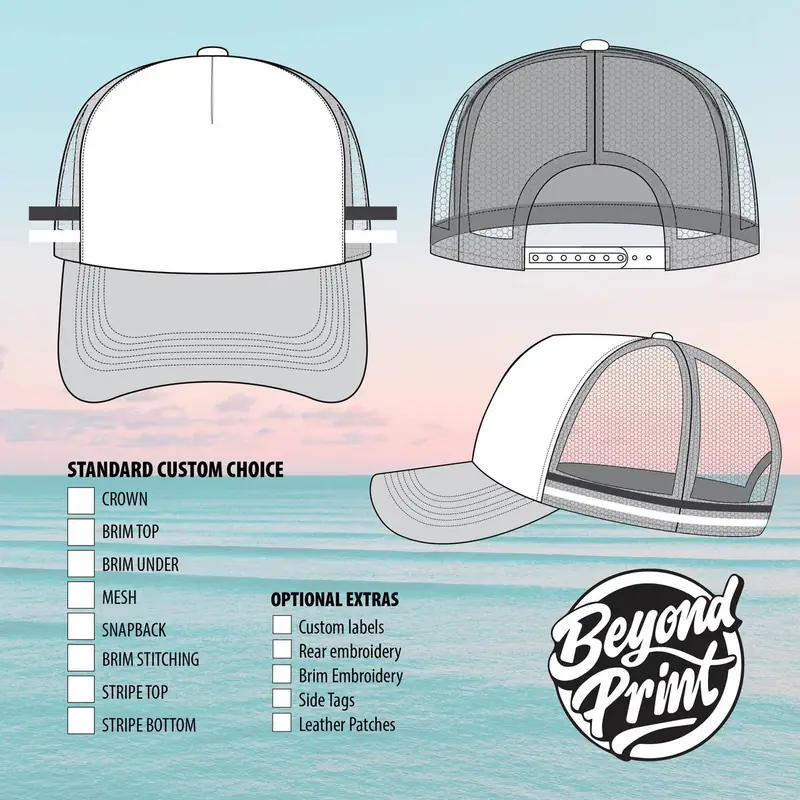 STANDARD CUSTOM CHOICE
CROWN
BRIM TOP
BRIM UNDER
MESH
SNAPBACK
BRIM STITCHING
STRIPE TOP
STRIPE BOTTOM
OPTIONAL EXTRAS
Custom labels
Rear embroidery
Brim Embroidery
Side Tags
Leather Patches
Beyond
Print